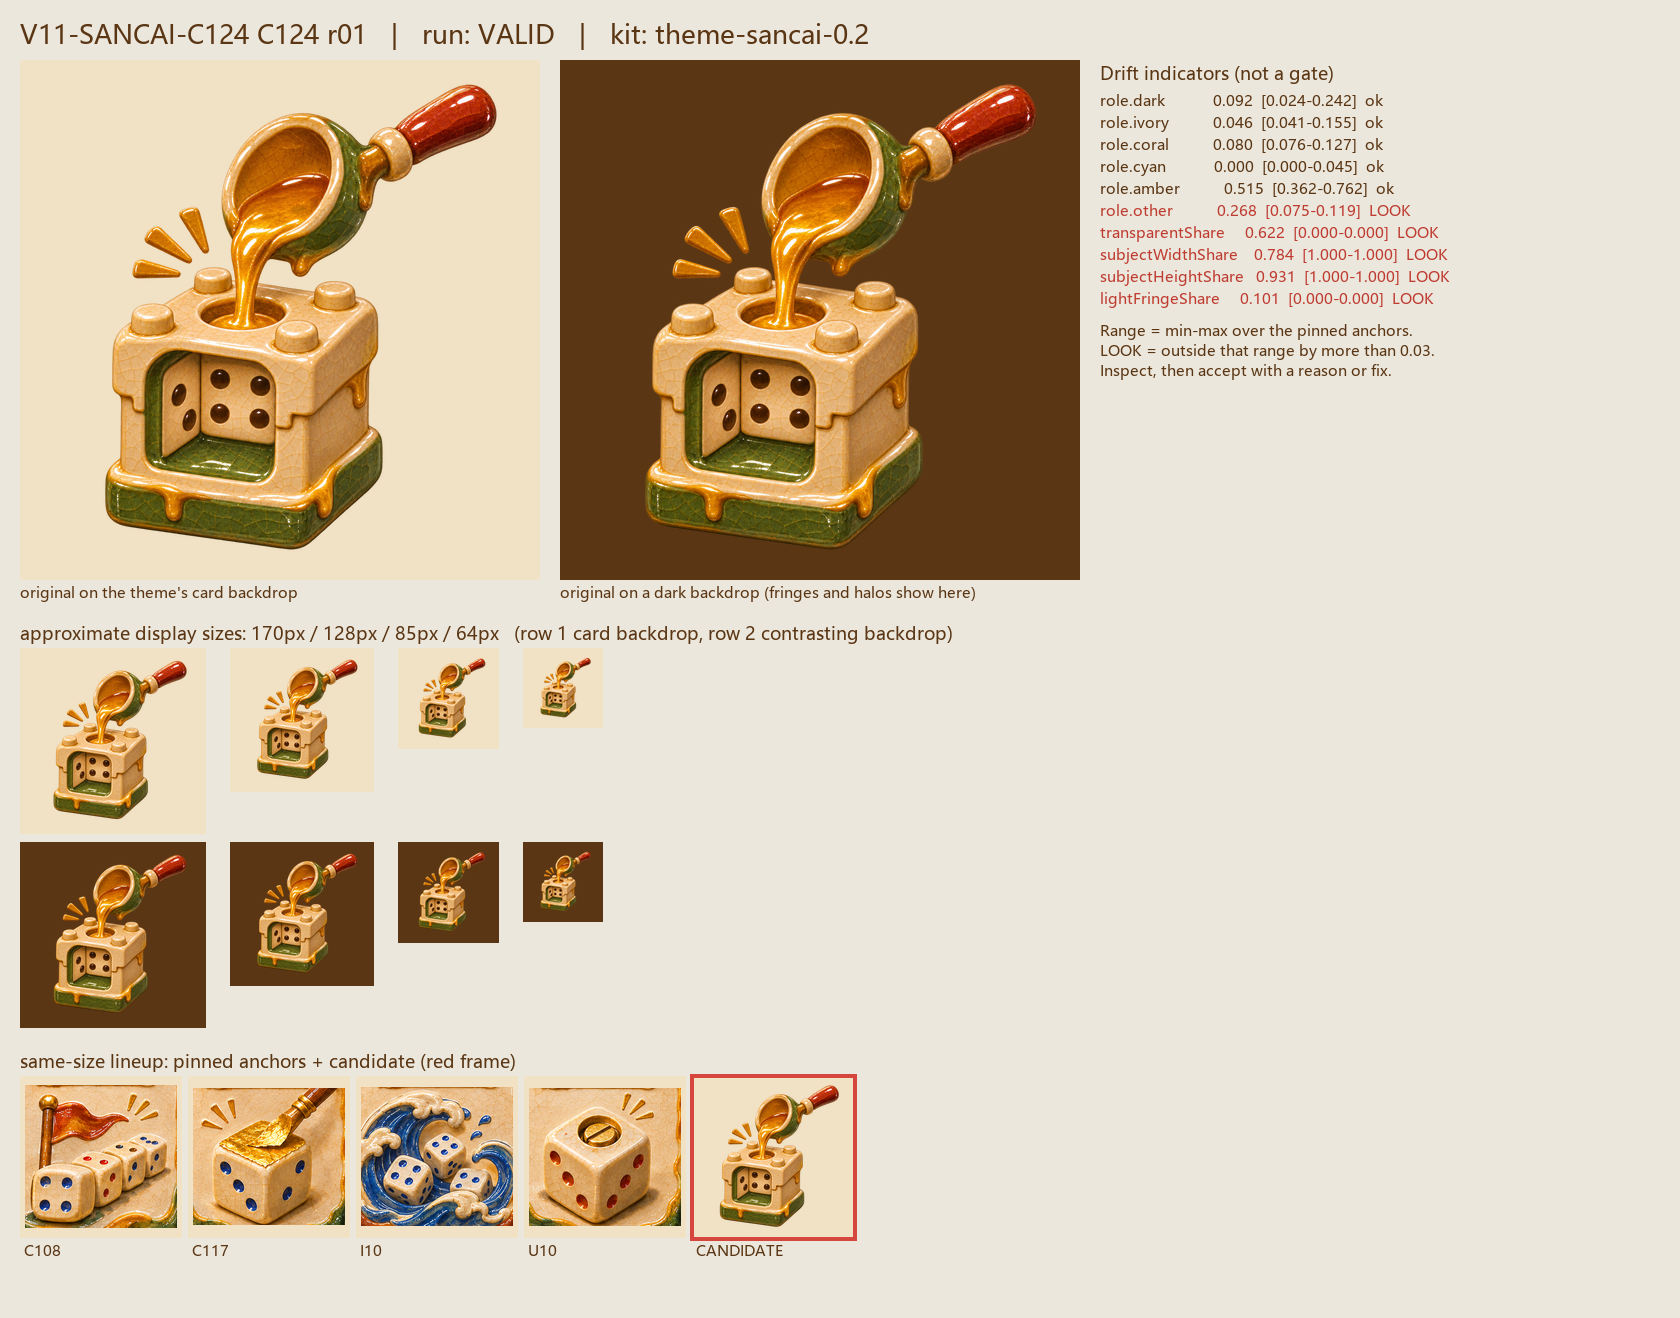 V11-SANCAI-C124 C124 r01 | run: VALID | kit: theme-sancai-0.2
Drift indicators (not a gate)
role.dark 0.092 [0.024-0.242] ok
role.ivory 0.046 [0.041-0.155] ok
role.coral 0.080 [0.076-0.127] ok
role.cyan 0.000 [0.000-0.045] ok
role.amber 0.515 [0.362-0.762] ok
role.other 0.268 [0.075-0.119] LOOK
transparentShare 0.622 [0.000-0.000] LOOK
subjectWidthShare 0.784 [1.000-1.000] LOOK
subjectHeightShare 0.931 [1.000-1.000] LOOK
lightFringeShare 0.101 [0.000-0.000] LOOK
Range = min-max over the pinned anchors.
LOOK = outside that range by more than 0.03.
Inspect, then accept with a reason or fix.
original on the theme's card backdrop
original on a dark backdrop (fringes and halos show here)
approximate display sizes: 170px / 128px / 85px / 64px (row 1 card backdrop, row 2 contrasting backdrop)
same-size lineup: pinned anchors + candidate (red frame)
C108
C117
I10
U10
CANDIDATE